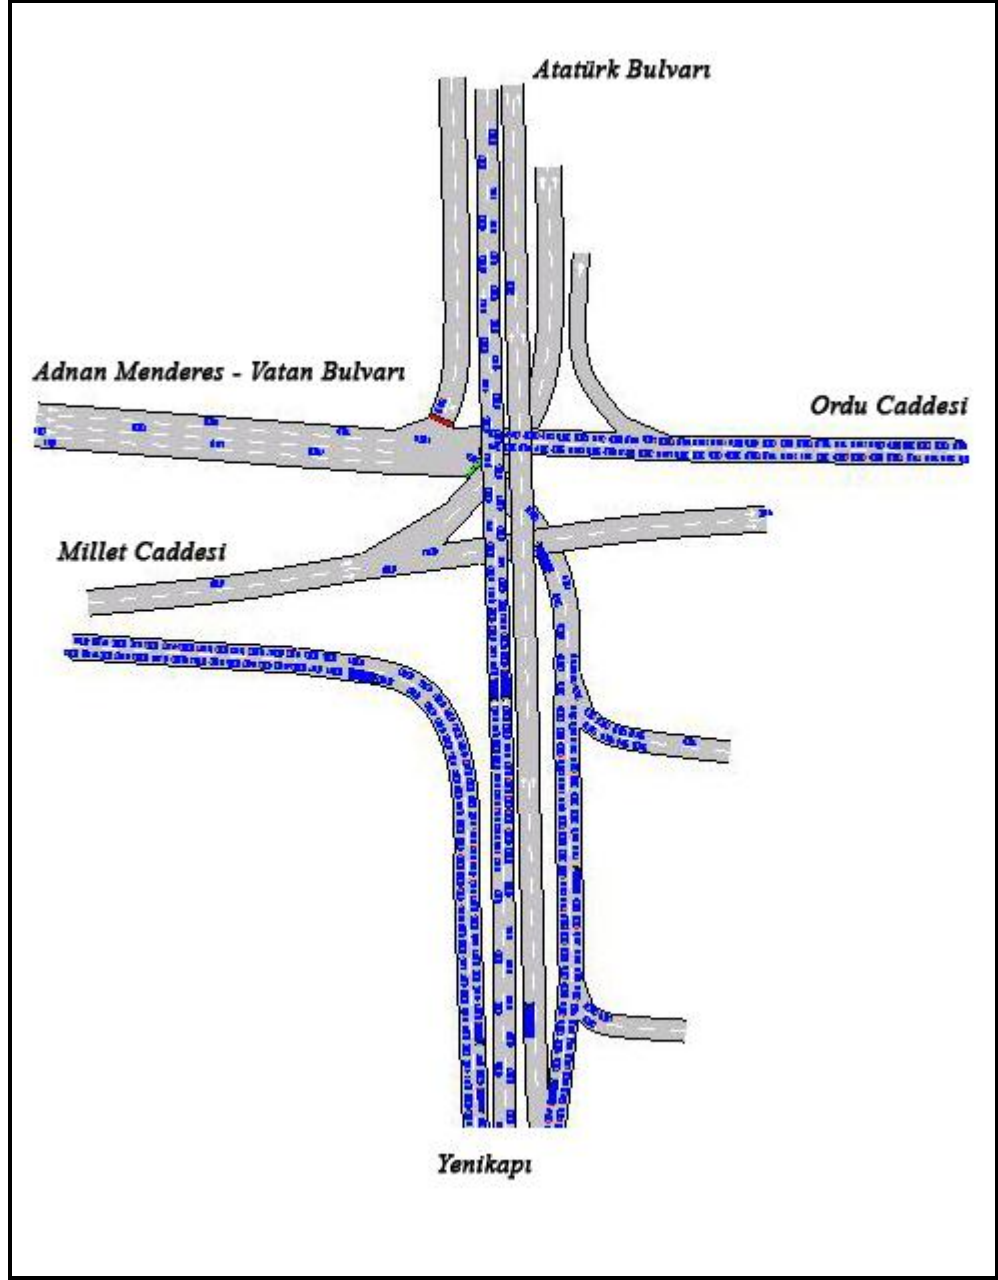 Atatürk Bulvarı
Adnan Menderes - Vatan Bulvarı
Ordu Caddesi
Millet Caddesi
Yenikapı